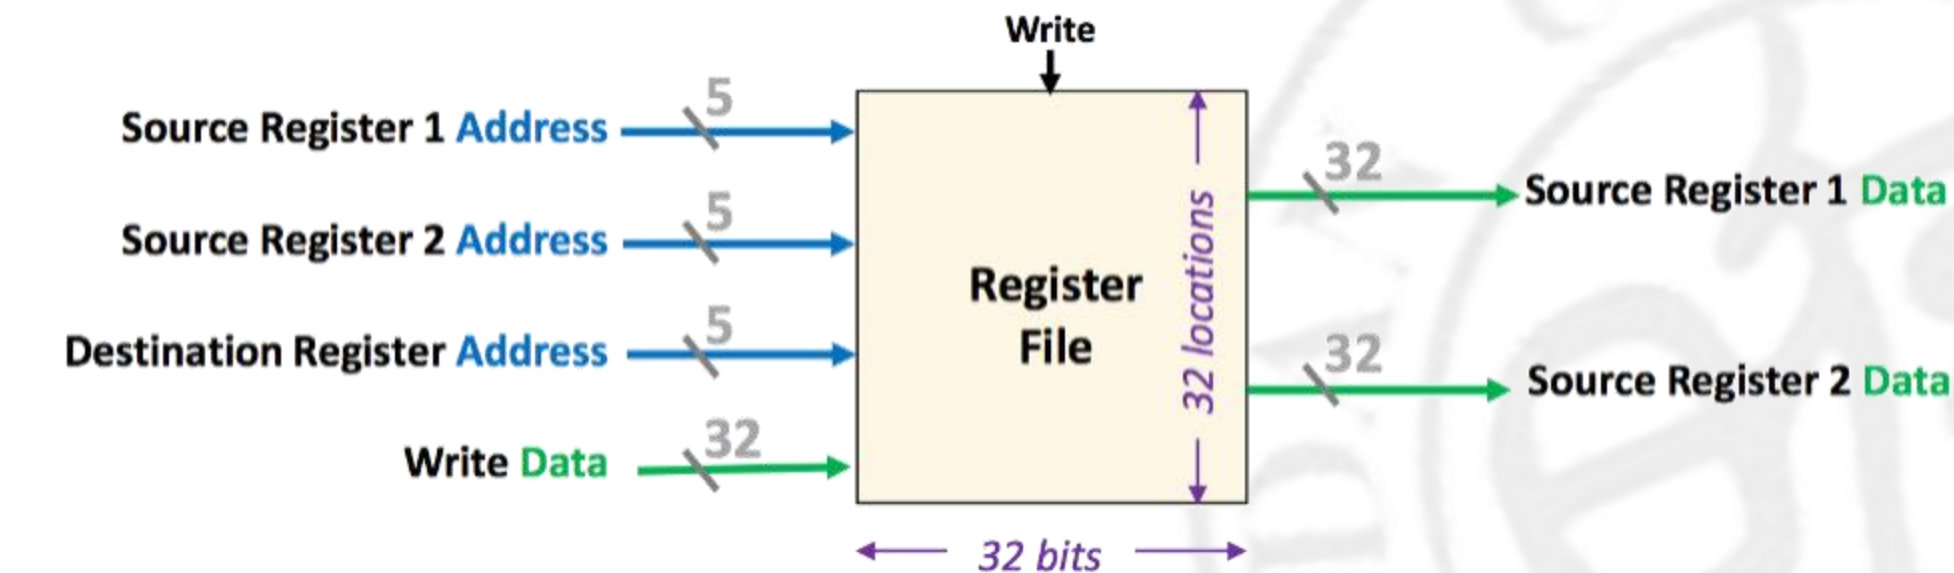 Write
Source Register 1 Address
5
Source Register 2 Address
5
Destination Register Address
5
Write Data
32
Register
File
32 locations
32 bits
32
Source Register 1 Data
32
Source Register 2 Data